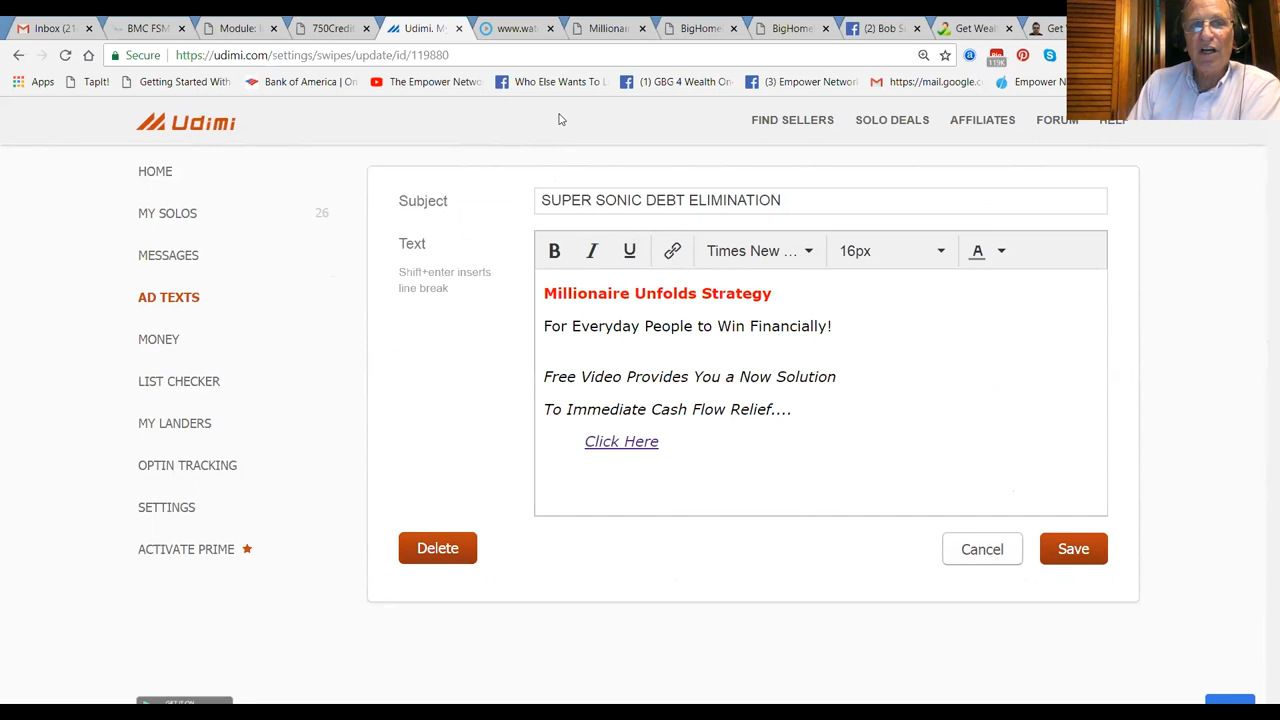 Inbox (21
BMC FSM
Module: I
750Credit
Udimi. My
www.wat
Millionai
BigHome
BigHome
(2) Bob S
Get Wealt
Get
Secure
https://udimi.com/settings/swipes/update/id/119880
119K
Apps
TapIt!
Getting Started With
Bank of America | On
The Empower Netwo
Who Else Wants To L
(1) GBG 4 Wealth Ov
(3) Empower Networ
https://mail.google.c
Empower N
Udimi
FIND SELLERS
SOLO DEALS
AFFILIATES
FORUM
HELP
HOME
MY SOLOS 26
MESSAGES
AD TEXTS
MONEY
LIST CHECKER
MY LANDERS
OPTIN TRACKING
SETTINGS
ACTIVATE PRIME
Subject
SUPER SONIC DEBT ELIMINATION
Text
Shift+enter inserts
line break
B I U
Times New ...
16px
A
Millionaire Unfolds Strategy
For Everyday People to Win Financially!
Free Video Provides You a Now Solution
To Immediate Cash Flow Relief....
Click Here
Delete
Cancel
Save